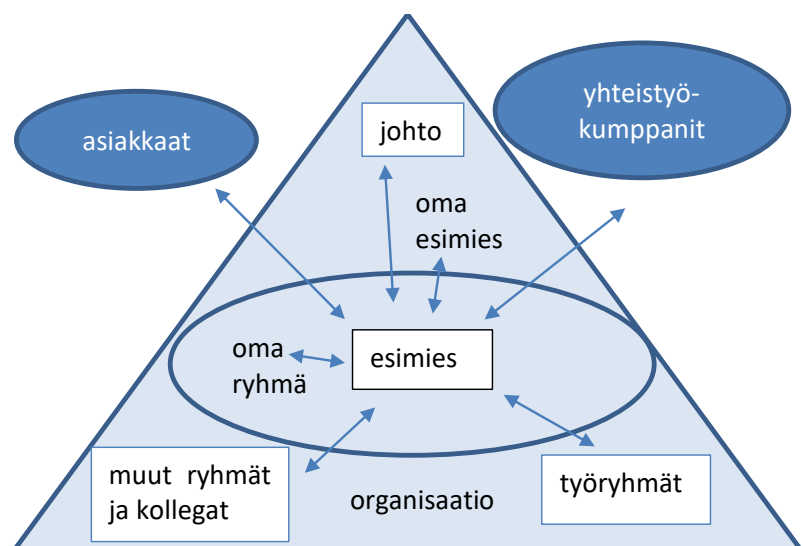 asiakkaat
yhteistyö-
kumppanit
johto
oma
esimies
oma
ryhmä
esimies
muut ryhmät
ja kollegat
organisaatio
työryhmät